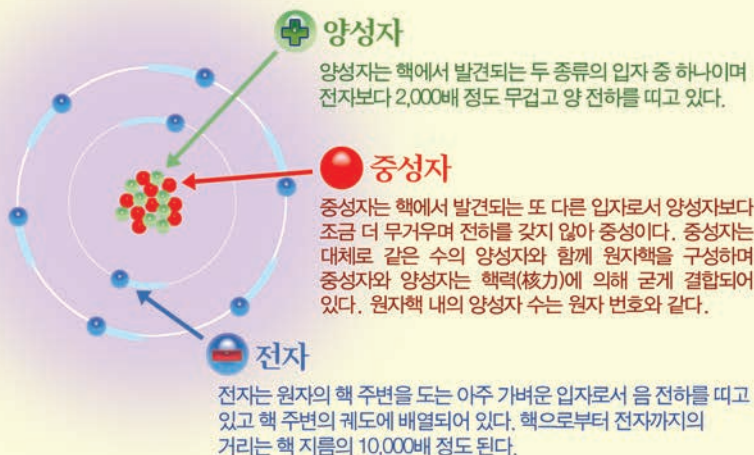 양성자
양성자는 핵에서 발견되는 두 종류의 입자 중 하나이며
전자보다 2,000배 정도 무겁고 양 전하를 띠고 있다.
중성자
중성자는 핵에서 발견되는 또 다른 입자로서 양성자보다
조금 더 무거우며 전하를 갖지 않아 중성이다. 중성자는
대체로 같은 수의 양성자와 함께 원자핵을 구성하며
중성자와 양성자는 핵력(核力)에 의해 굳게 결합되어
있다. 원자핵 내의 양성자 수는 원자 번호와 같다.
전자
전자는 원자의 핵 주변을 도는 아주 가벼운 입자로서 음 전하를 띠고
있고 핵 주변의 궤도에 배열되어 있다. 핵으로부터 전자까지의
거리는 핵 지름의 10,000배 정도 된다.